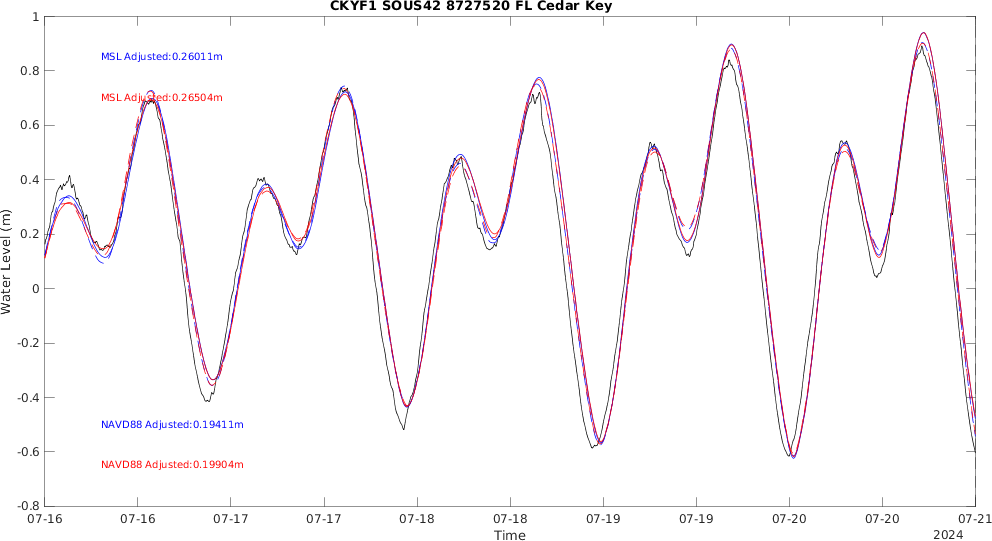 CKYF1 SOUS42 8727520 FL Cedar Key
1
0.8
0.6
0.4
0.2
0
-0.2
-0.4
-0.6
-0.8
Water Level (m)
MSL Adjusted:0.26011m
MSL Adjusted:0.26504m
NAVD88 Adjusted:0.19411m
NAVD88 Adjusted:0.19904m
07-16 07-16 07-17 07-17 07-18 07-18 07-19 07-19 07-20 07-20 07-21
Time
2024